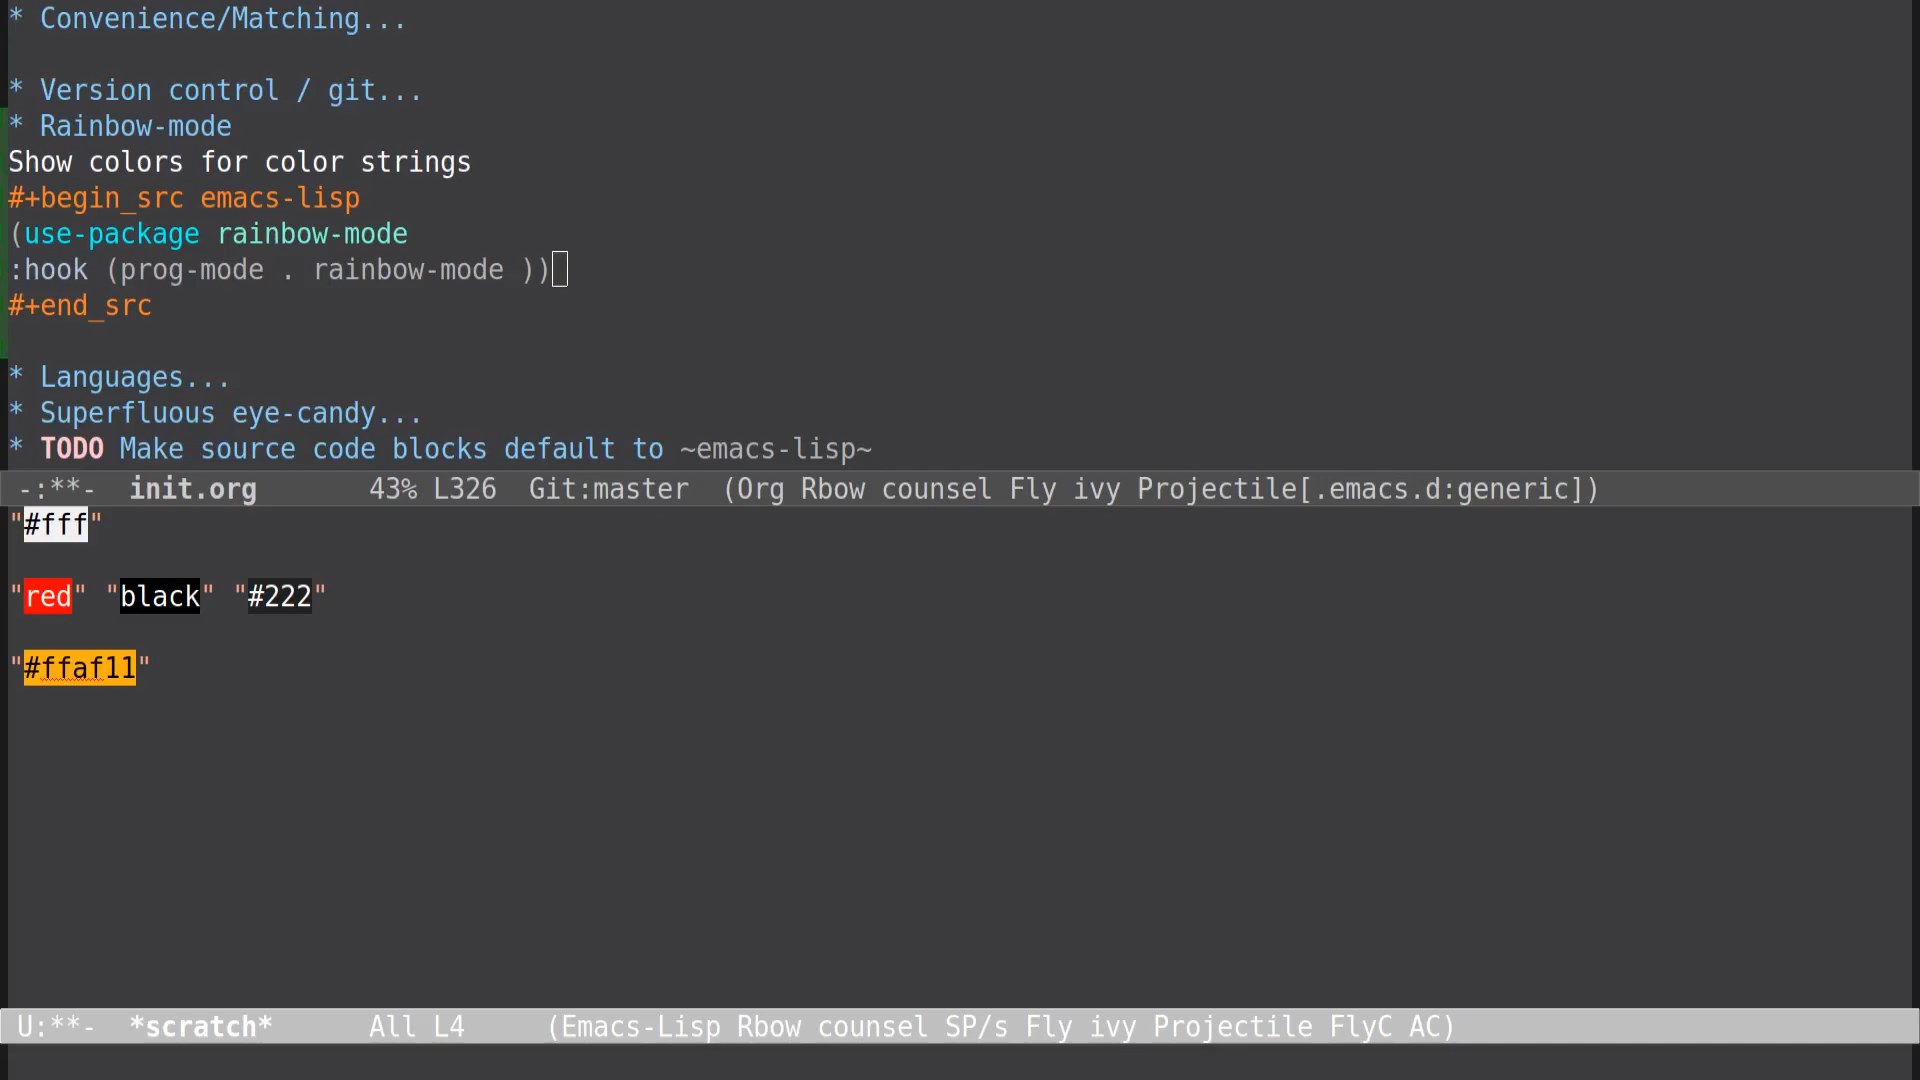 * Convenience/Matching...
* Version control / git...
* Rainbow-mode
Show colors for color strings
#+begin_src emacs-lisp
(use-package rainbow-mode
:hook (prog-mode . rainbow-mode ))
#+end_src
* Languages...
* Superfluous eye-candy...
* TODO Make source code blocks default to ~emacs-lisp~
-:**-  init.org       43% L326  Git:master  (Org Rbow counsel Fly ivy Projectile[.emacs.d:generic])
"#fff"
"red" "black" "#222"
"#ffaf11"
U:**-  *scratch*      All L4     (Emacs-Lisp Rbow counsel SP/s Fly ivy Projectile FlyC AC)